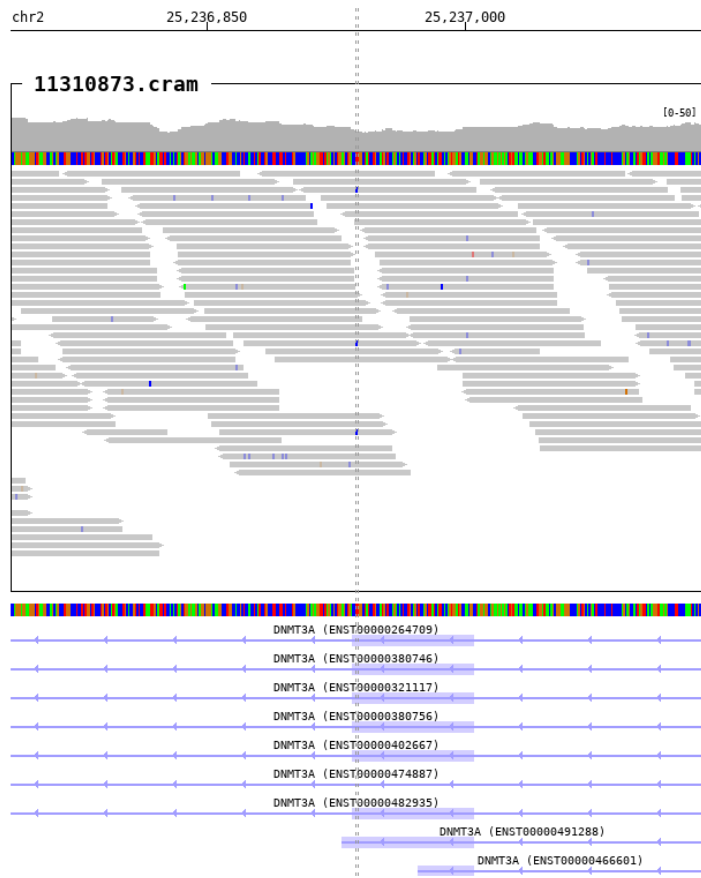 chr2 25,236,850 25,237,000
11310873.cram
[0-50]
DNMT3A (ENST00000264709)
DNMT3A (ENST00000380746)
DNMT3A (ENST00000321117)
DNMT3A (ENST00000380756)
DNMT3A (ENST00000402667)
DNMT3A (ENST00000474887)
DNMT3A (ENST00000482935)
DNMT3A (ENST00000491288)
DNMT3A (ENST00000466601)